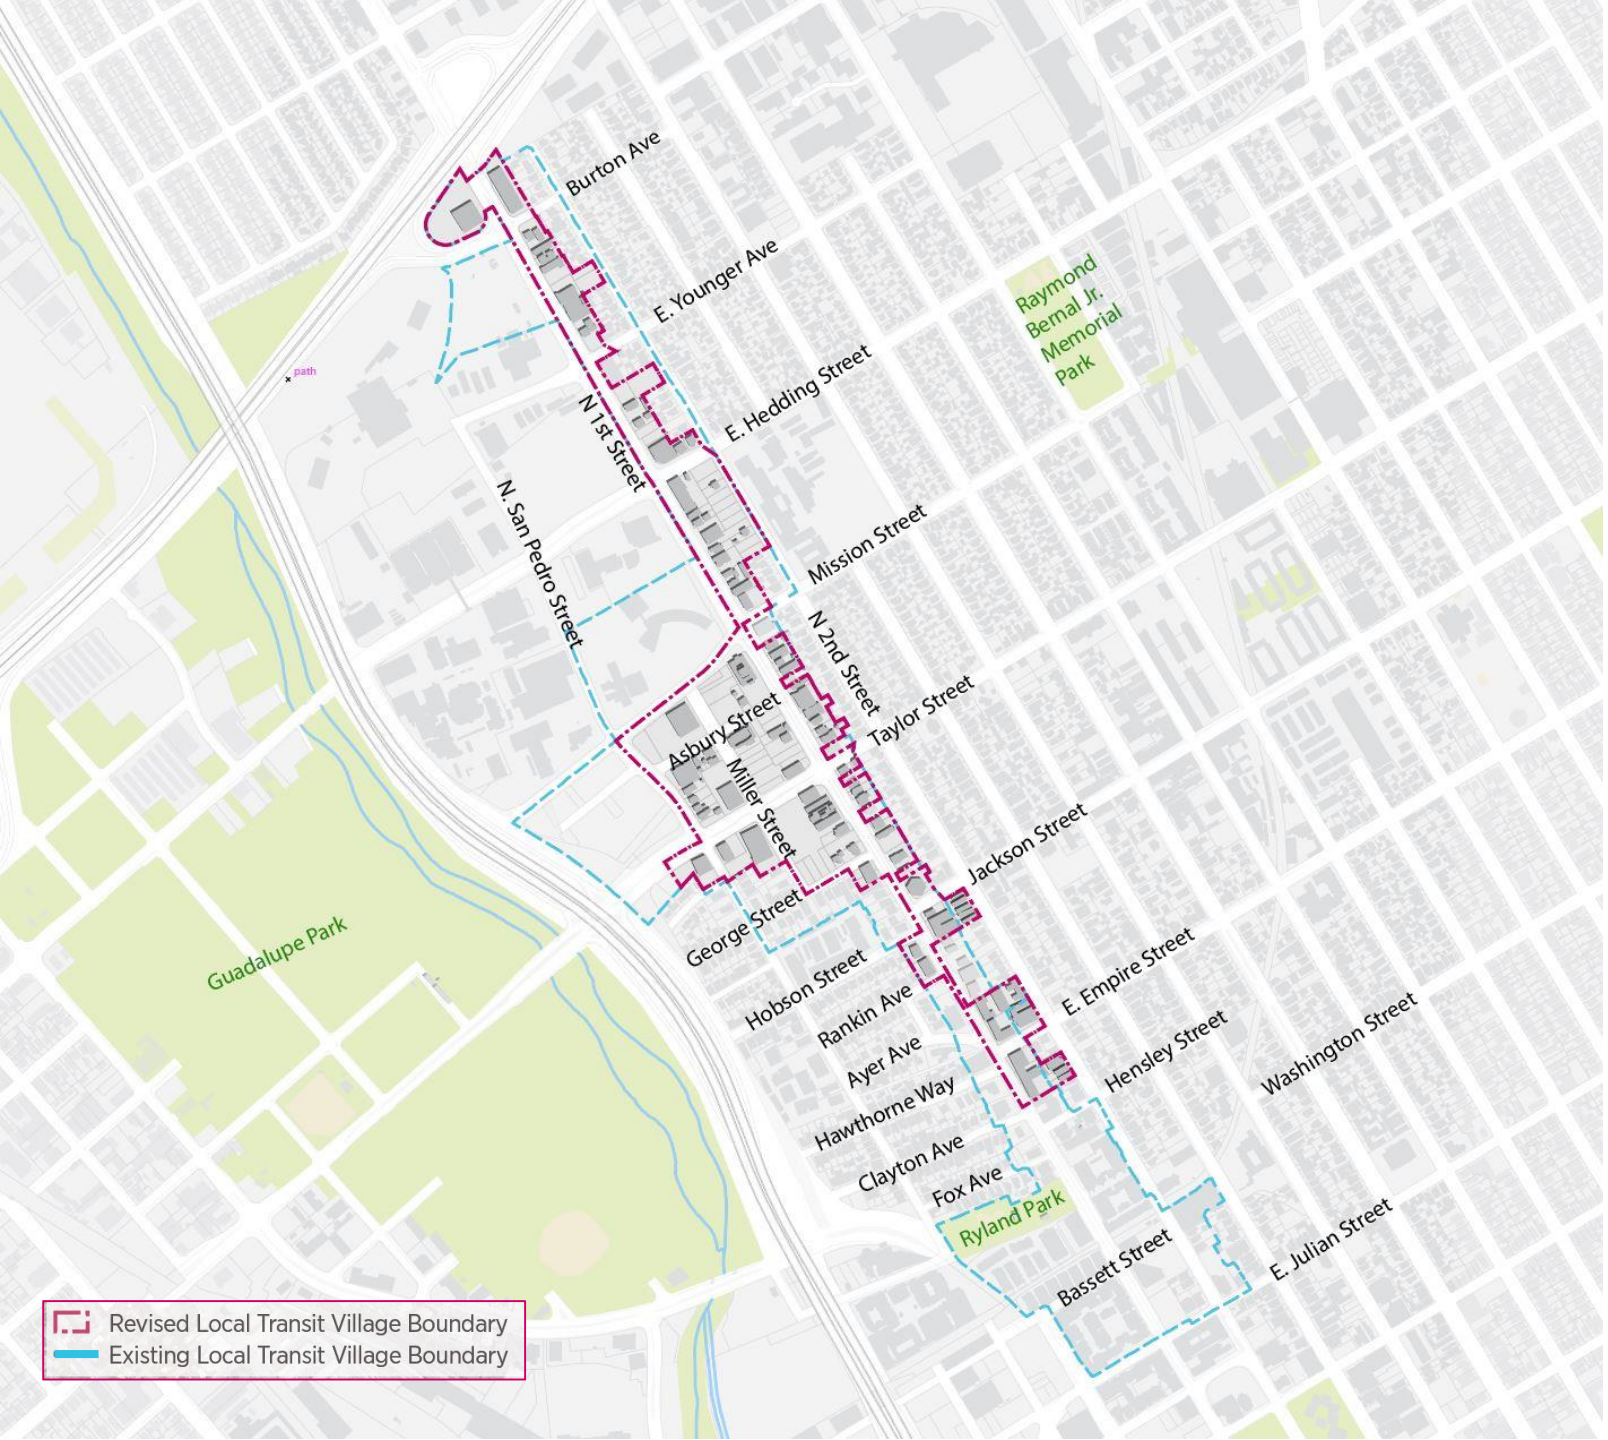 Burton Ave
E. Younger Ave
Raymond
Bernal Jr.
Memorial
Park
path
E. Hedding Street
N 1st Street
N. San Pedro Street
Mission Street
N 2nd Street
Taylor Street
Asbury Street
Miller Street
Jackson Street
George Street
Guadalupe Park
Hobson Street
E. Empire Street
Rankin Ave
Ayer Ave
Hensley Street
Washington Street
Hawthorne Way
Clayton Ave
Fox Ave
Ryland Park
Bassett Street
E. Julian Street
Revised Local Transit Village Boundary
Existing Local Transit Village Boundary